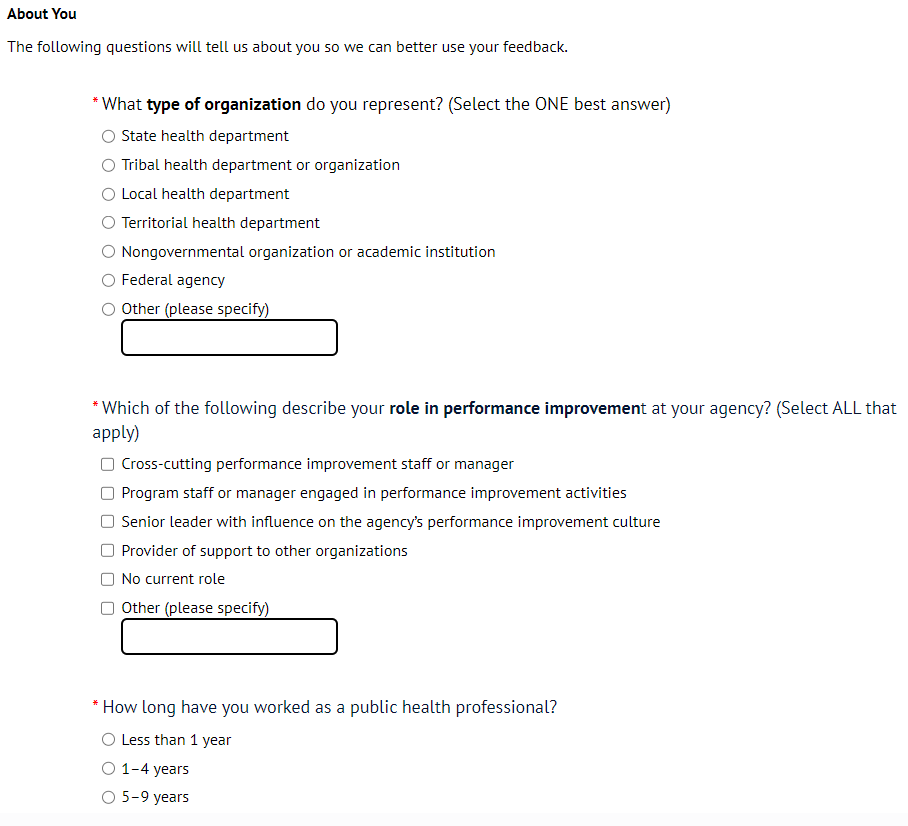 About You
The following questions will tell us about you so we can better use your feedback.
* What type of organization do you represent? (Select the ONE best answer)
State health department
Tribal health department or organization
Local health department
Territorial health department
Nongovernmental organization or academic institution
Federal agency
Other (please specify)
* Which of the following describe your role in performance improvement at your agency? (Select ALL that
apply)
Cross-cutting performance improvement staff or manager
Program staff or manager engaged in performance improvement activities
Senior leader with influence on the agency's performance improvement culture
Provider of support to other organizations
No current role
Other (please specify)
* How long have you worked as a public health professional?
Less than 1 year
1–4 years
5–9 years